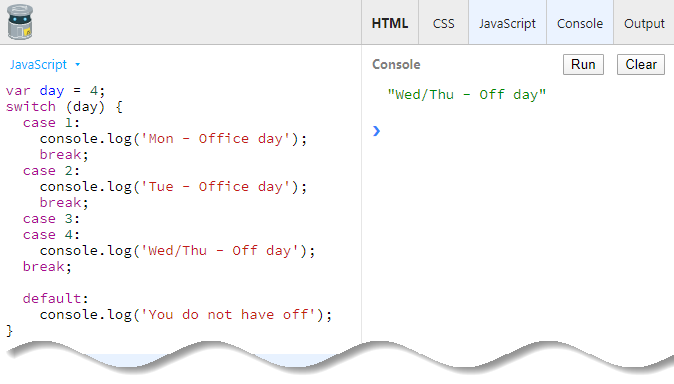 HTML CSS JavaScript Console Output
JavaScript
Console Run Clear
var day = 4;
switch (day) {
  case 1:
    console.log('Mon - Office day');
    break;
  case 2:
    console.log('Tue - Office day');
    break;
  case 3:
  case 4:
    console.log('Wed/Thu - Off day');
  break;

  default:
    console.log('You do not have off');
}
"Wed/Thu - Off day"